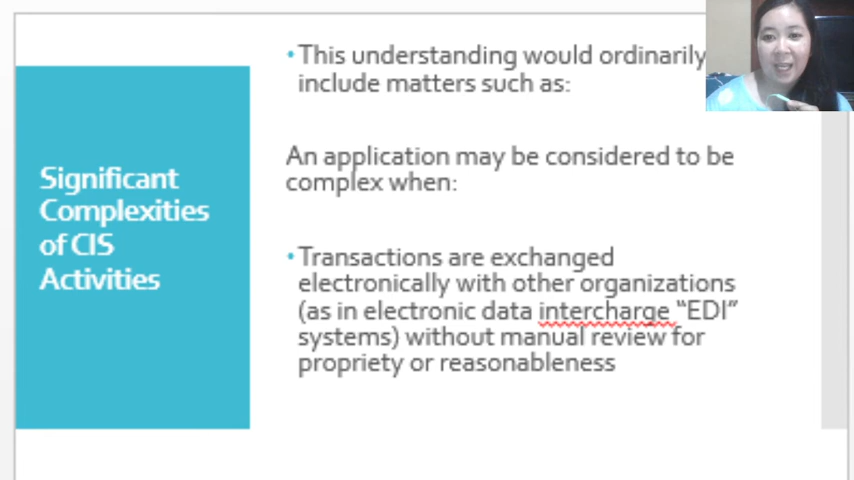 Significant
Complexities
of CIS
Activities
•This understanding would ordinarily
include matters such as:
An application may be considered to be
complex when:
•Transactions are exchanged
electronically with other organizations
(as in electronic data intercharge “EDI”
systems) without manual review for
propriety or reasonableness